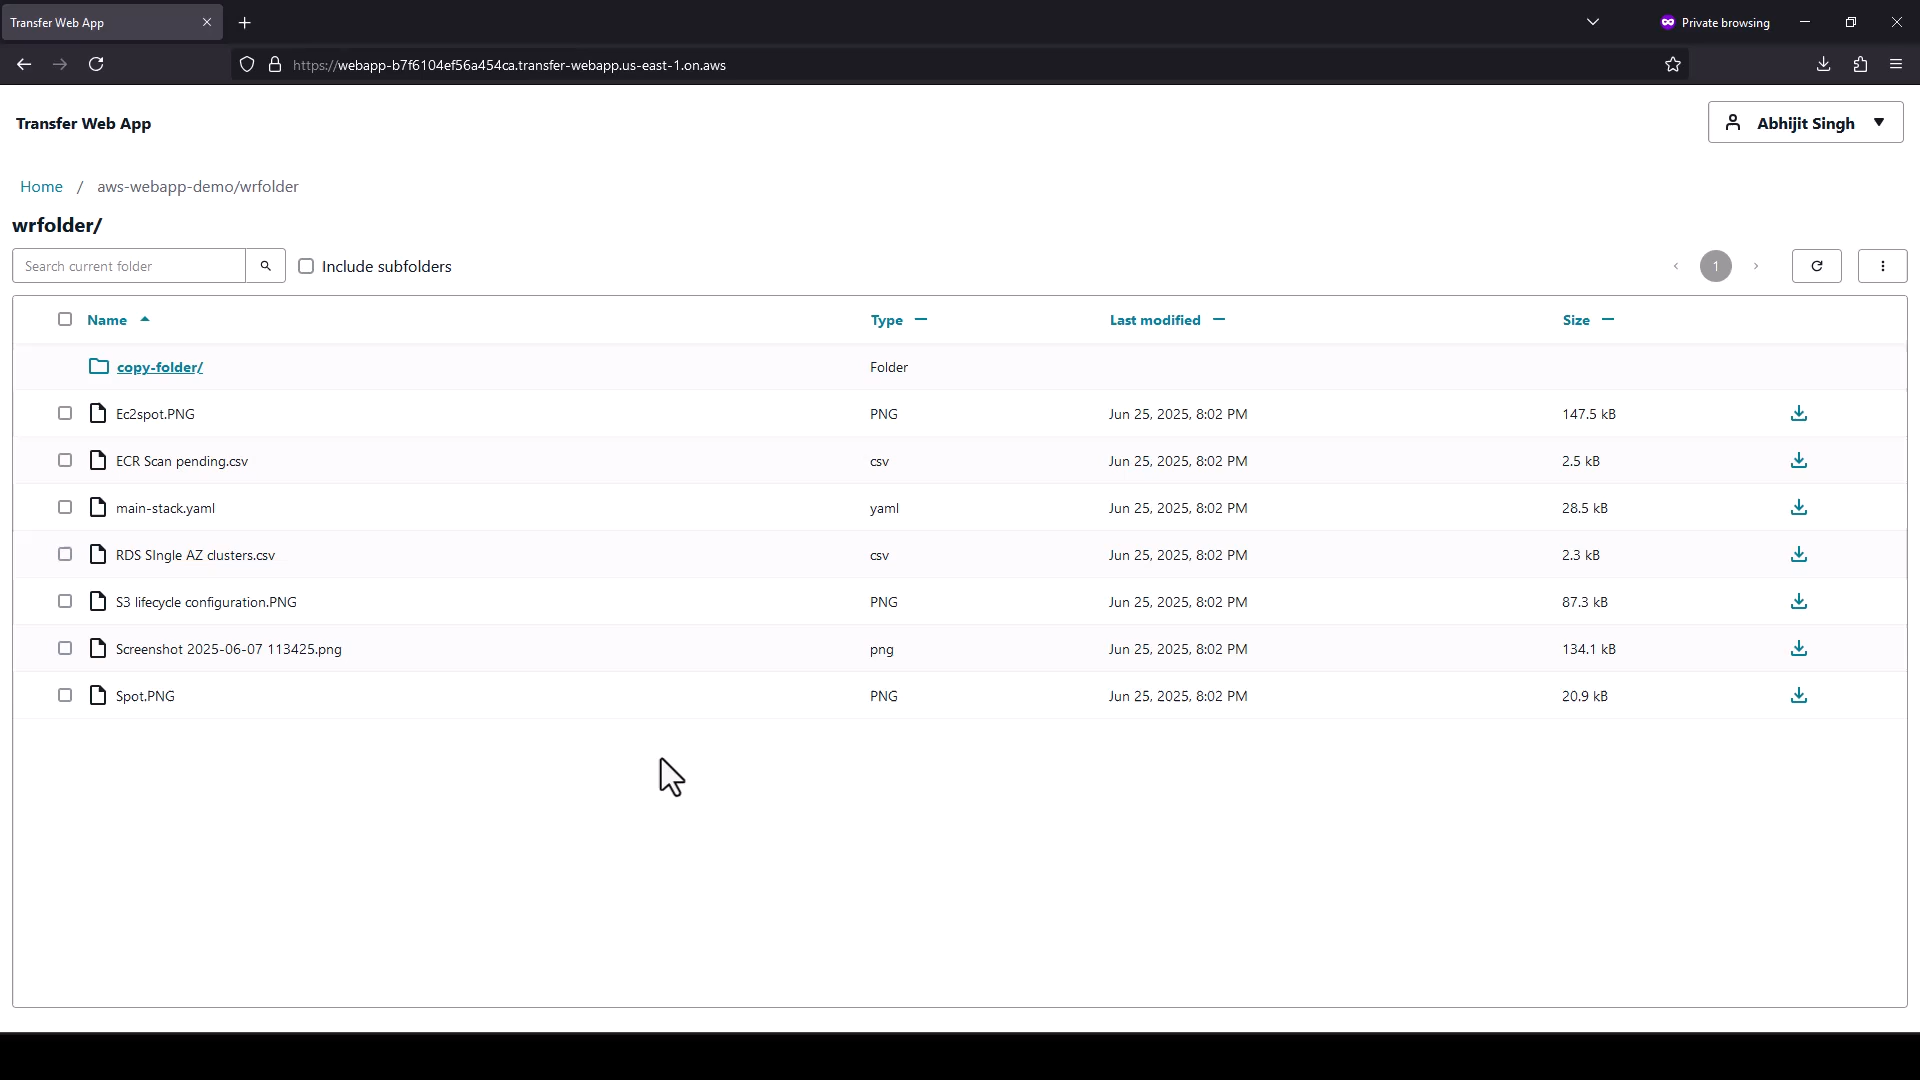 Transfer Web App
Private browsing
https://webapp-b7f6104ef56a454ca.transfer-webapp.us-east-1.on.aws
Transfer Web App
Abhijit Singh
Home / aws-webapp-demo/wrfolder
wrfolder/
Search current folder
Include subfolders
1
Name Type Last modified Size
copy-folder/ Folder
Ec2spot.PNG PNG Jun 25, 2025, 8:02 PM 147.5 kB
ECR Scan pending.csv csv Jun 25, 2025, 8:02 PM 2.5 kB
main-stack.yaml yaml Jun 25, 2025, 8:02 PM 28.5 kB
RDS SIngle AZ clusters.csv csv Jun 25, 2025, 8:02 PM 2.3 kB
S3 lifecycle configuration.PNG PNG Jun 25, 2025, 8:02 PM 87.3 kB
Screenshot 2025-06-07 113425.png png Jun 25, 2025, 8:02 PM 134.1 kB
Spot.PNG PNG Jun 25, 2025, 8:02 PM 20.9 kB